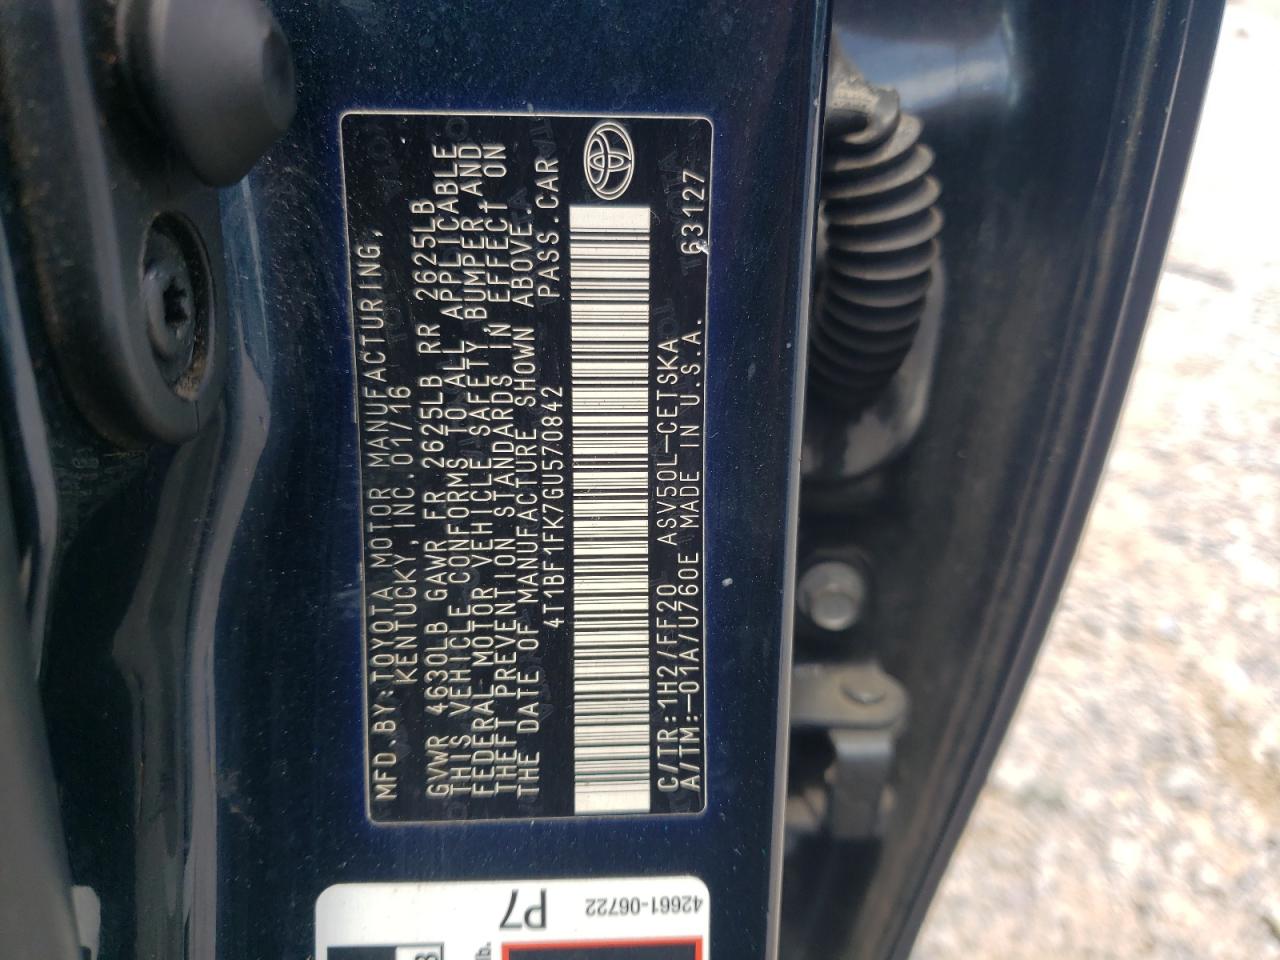 MFD.BY:TOYOTA MOTOR MANUFACTURING,
KENTUCKY,INC.01/16
GVWR 4630LB GAWR FR 2625LB RR 2625LB
THIS VEHICLE CONFORMS TO ALL APPLICABLE
FEDERAL MOTOR VEHICLE SAFETY,BUMPER,AND
THEFT PREVENTION STANDARDS IN EFFECT ON
THE DATE OF MANUFACTURE SHOWN ABOVE.
4T1BF1FK7GU570842 PASS.CAR
C/TR:1H2/FF20 ASV50L-CETSKA
A/TM:-01A/U760E MADE IN U.S.A. 63127
P7
42661-06722
lb.